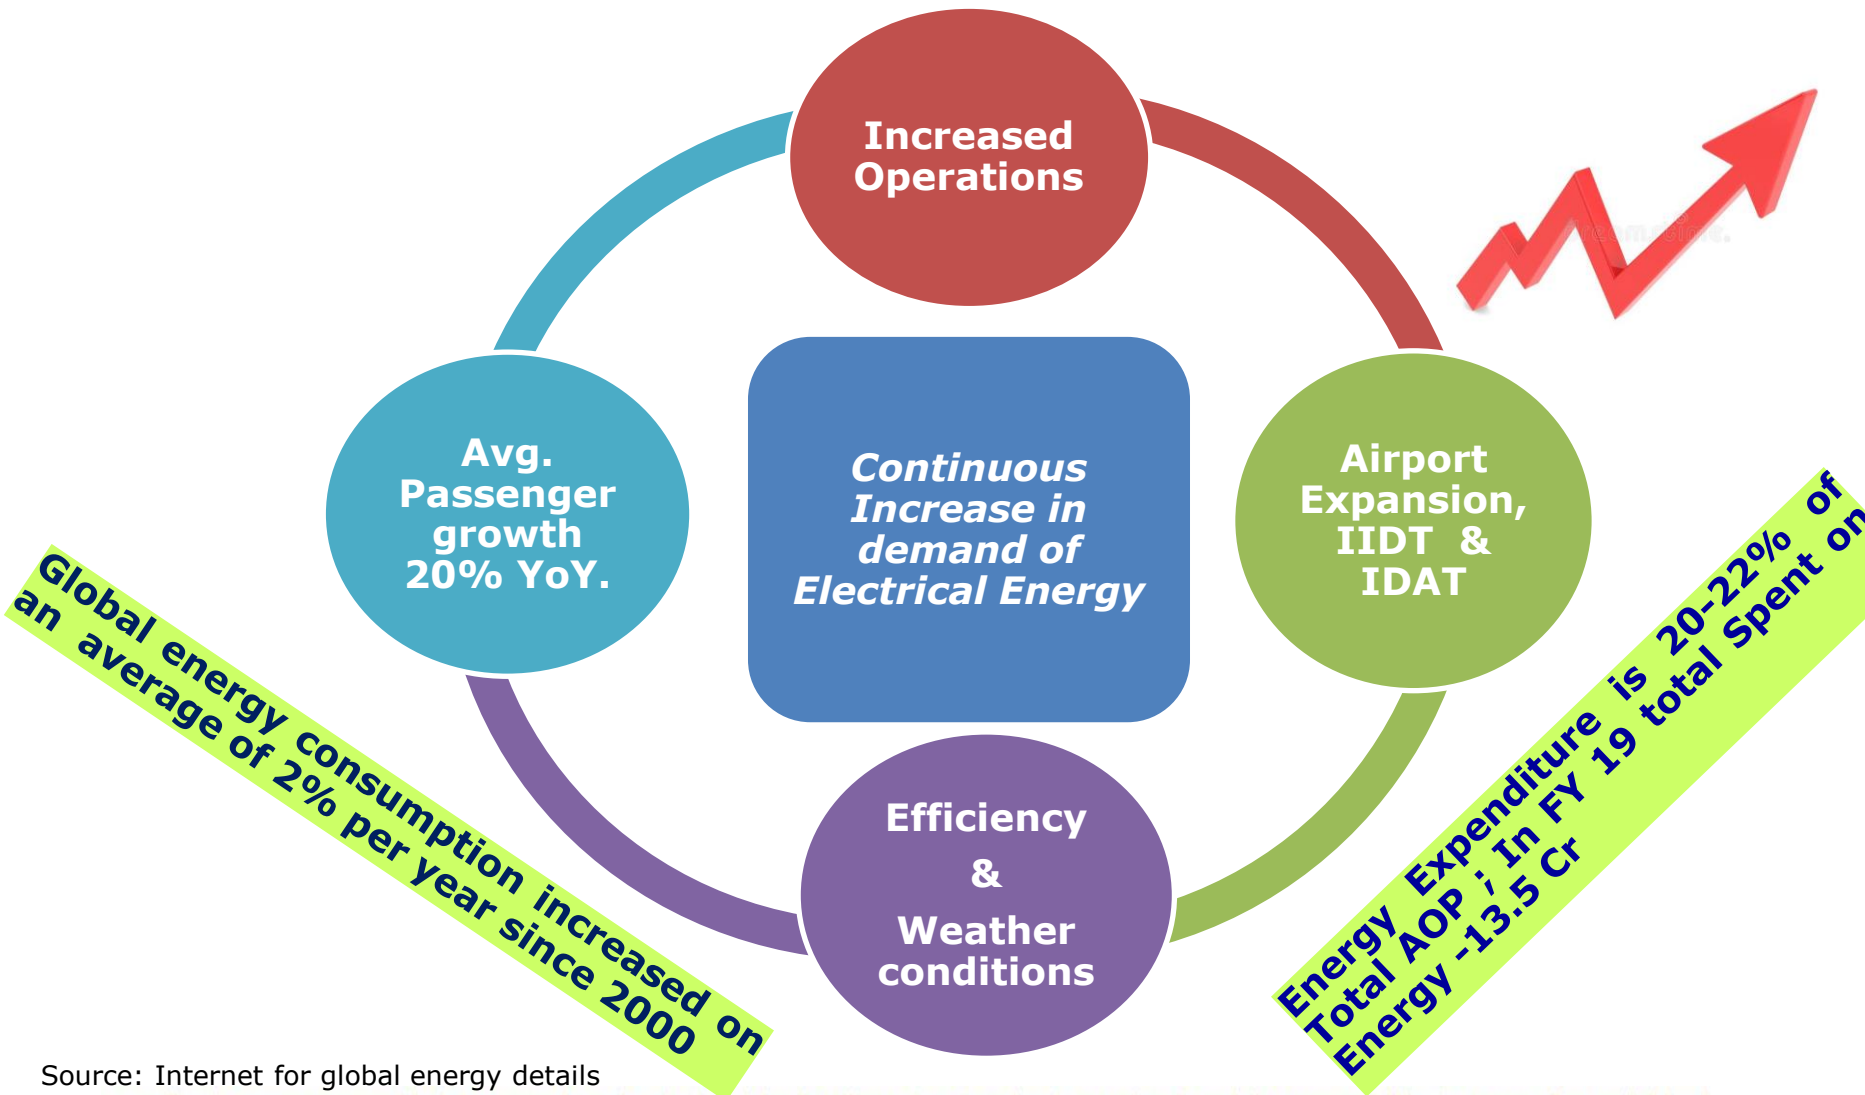 Increased
Operations
Avg.
Passenger
growth
20% YoY.
Continuous
Increase in
demand of
Electrical Energy
Airport
Expansion,
IIDT &
IDAT
Efficiency
&
Weather
conditions
Global energy consumption increased on
an average of 2% per year since 2000
Energy Expenditure is 20-22% of
Total AOP ; In FY 19 total Spent on
Energy -13.5 Cr
Source: Internet for global energy details